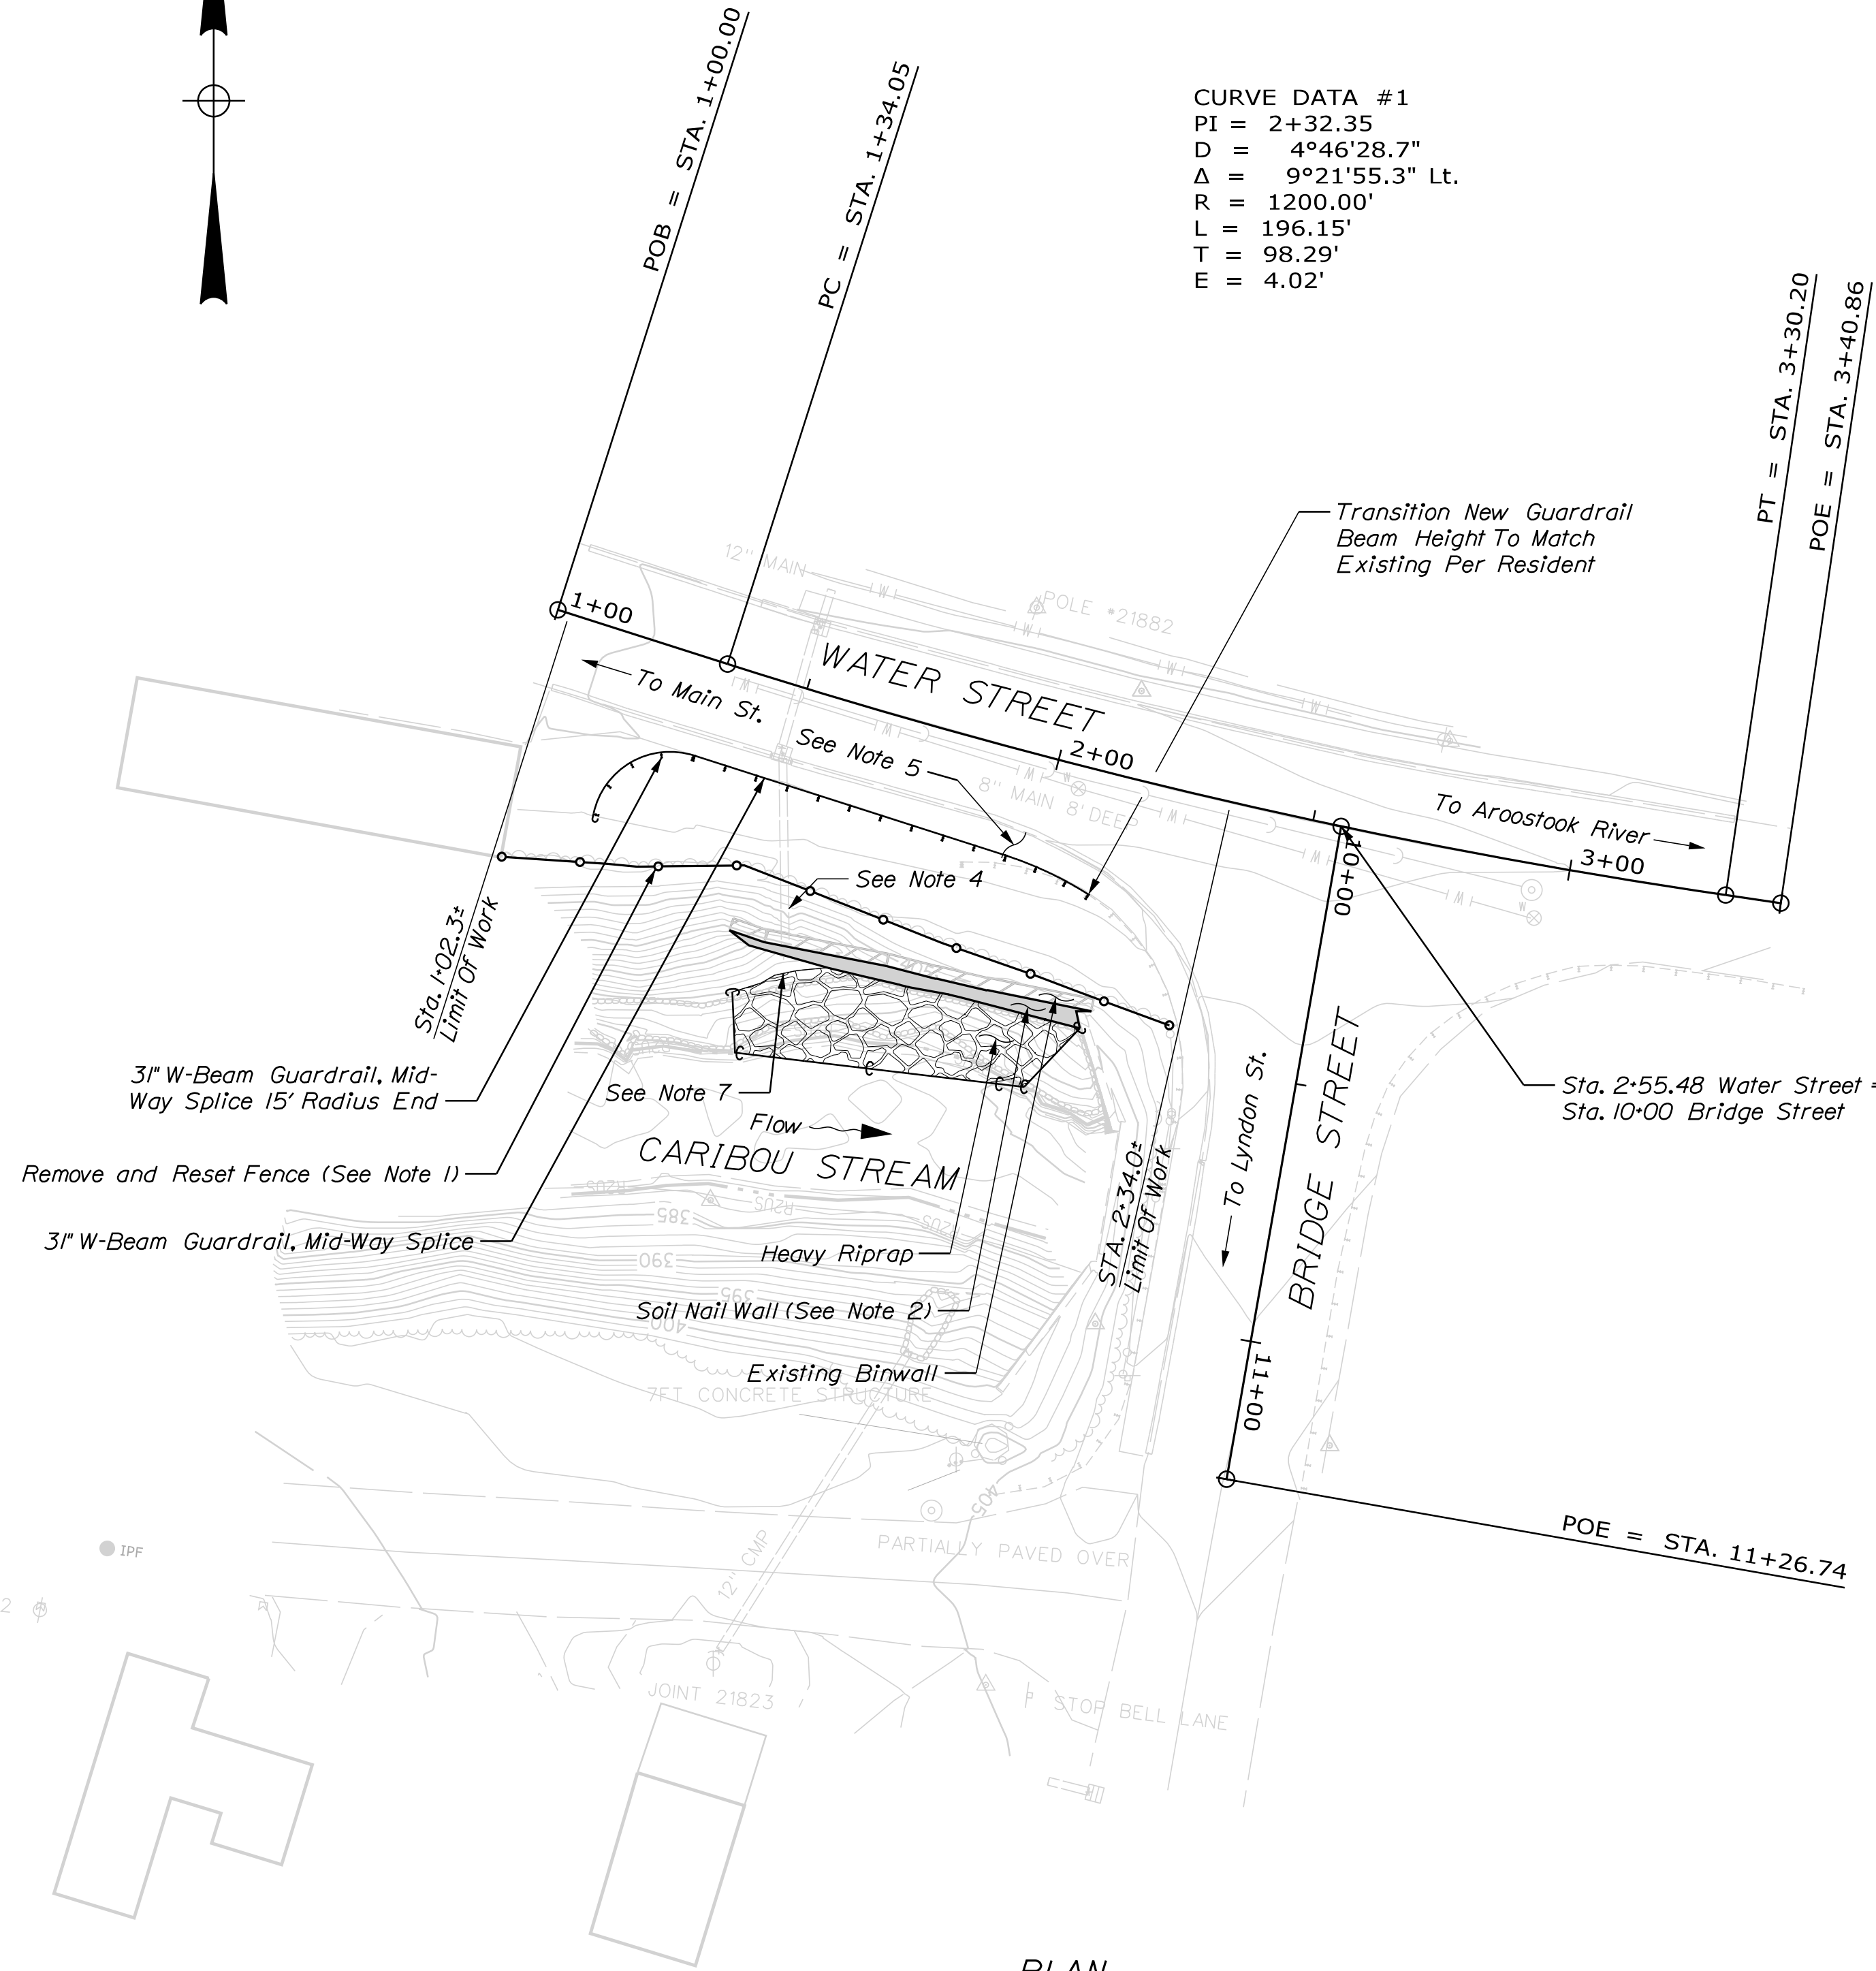 POB = STA. 1+00.00
PC = STA. 1+34.05
CURVE DATA #1
PI = 2+32.35
D = 4°46'28.7"
Δ = 9°21'55.3" Lt.
R = 1200.00'
L = 196.15'
T = 98.29'
E = 4.02'
PT = STA. 3+30.20
POE = STA. 3+40.86
Transition New Guardrail
Beam Height To Match
Existing Per Resident
12" MAIN
W
W
W
W
POLE #21882
1+00
WATER STREET
To Main St.
See Note 5
2+00
8" MAIN 8' DEEP
W
W
W
W
W
W
W
W
To Aroostook River
3+00
10+00
See Note 4
405
Sta. 1+02.3±
Limit Of Work
31" W-Beam Guardrail, Mid-
Way Splice 15' Radius End
See Note 7
Flow
CARIBOU STREAM
Remove and Reset Fence (See Note 1)
31" W-Beam Guardrail, Mid-Way Splice
R2US
R2US
385
390
395
400
Heavy Riprap
Soil Nail Wall (See Note 2)
Existing Binwall
STA. 2+34.0±
Limit Of Work
To Lyndon St.
BRIDGE STREET
Sta. 2+55.48 Water Street =
Sta. 10+00 Bridge Street
11+00
7FT CONCRETE STRUCTURE
405
POE = STA. 11+26.74
PARTIALLY PAVED OVER
12" CMP
IPF
2
JOINT 21823
STOP BELL LANE
PLAN